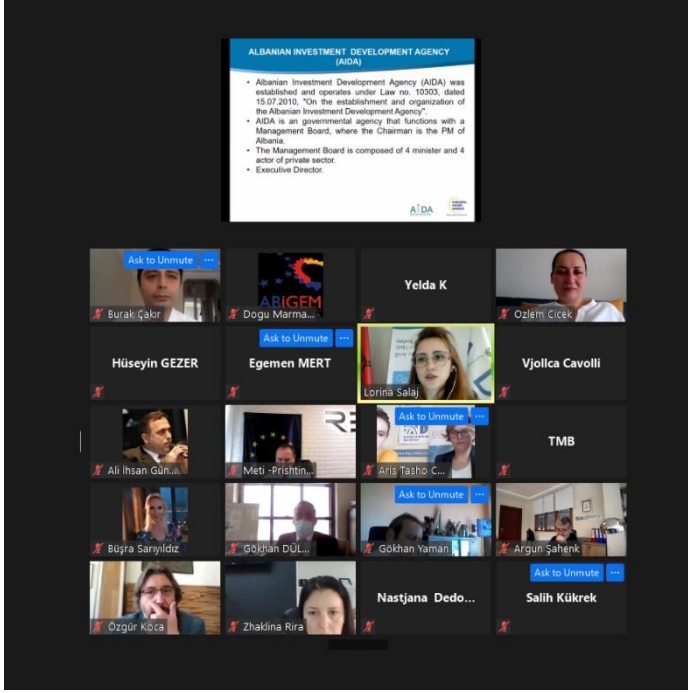 ALBANIAN INVESTMENT DEVELOPMENT AGENCY
(AIDA)
• Albanian Investment Development Agency (AIDA) was
established and operates under Law no. 10303, dated
15.07.2010, "On the establishment and organization of
the Albanian Investment Development Agency".
• AIDA is an governmental agency that functions with a
Management Board, where the Chairman is the PM of
Albania.
• The Management Board is composed of 4 minister and 4
actor of private sector.
• Executive Director.
AIDA
Ask to Unmute ...
Burak Çakır
ABİGEM
Dogu Marma...
Yelda K
Ozlem Cicek
Hüseyin GEZER
Ask to Unmute ...
Egemen MERT
Lorina Salaj
Vjollca Cavolli
Ali İhsan Gün...
Meti -Prishtin...
Ask to Unmute ...
Aris Tasho C...
TMB
Büşra Sarıyıldız
Gökhan DÜL...
Ask to Unmute ...
Gökhan Yaman
Argun Şahenk
Özgür Koca
Zhaklina Rira
Nastjana Dedo...
Ask to Unmute ...
Salih Kükrek